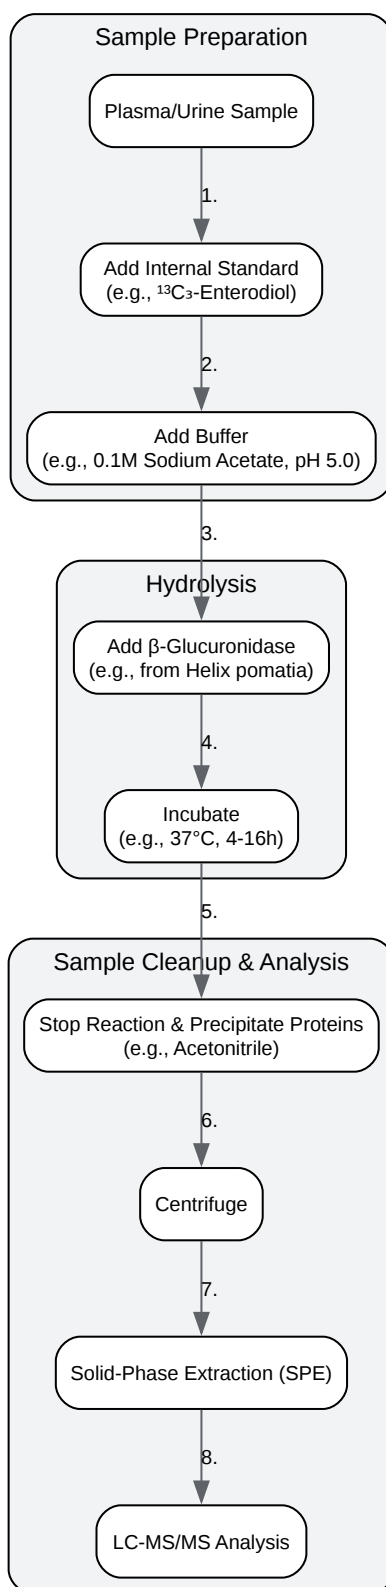 Sample Preparation
Plasma/Urine Sample
1.
Add Internal Standard
(e.g., ¹³C₃-Enterodiol)
2.
Add Buffer
(e.g., 0.1M Sodium Acetate, pH 5.0)
3.
Hydrolysis
Add β-Glucuronidase
(e.g., from Helix pomatia)
4.
Incubate
(e.g., 37°C, 4-16h)
5.
Sample Cleanup & Analysis
Stop Reaction & Precipitate Proteins
(e.g., Acetonitrile)
6.
Centrifuge
7.
Solid-Phase Extraction (SPE)
8.
LC-MS/MS Analysis